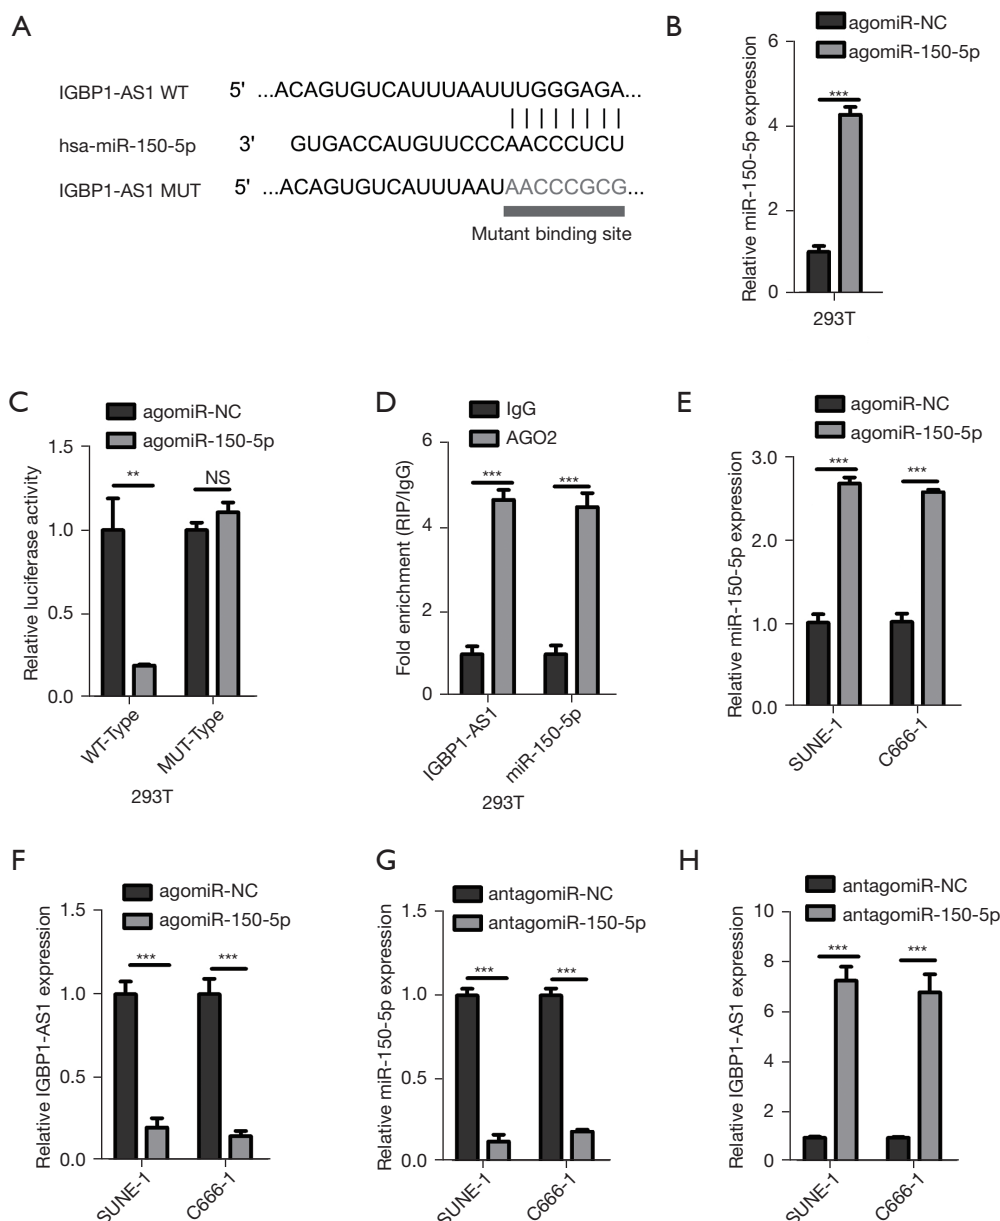 A
IGBP1-AS1 WT 5' ...ACAGUGUCAUUUAAUUUGGGAGA...
hsa-miR-150-5p 3' GUGACCAUGUUCCCAACCCUCU
IGBP1-AS1 MUT 5' ...ACAGUGUCAUUUAAUAACCCGCG...
Mutant binding site
B
agomiR-NC
agomiR-150-5p
Relative miR-150-5p expression
6
4
2
0
***
293T
C
agomiR-NC
agomiR-150-5p
Relative luciferase activity
1.5
1.0
0.5
0.0
**
NS
WT-Type
MUT-Type
293T
D
IgG
AGO2
Fold enrichment (RIP/IgG)
6
4
2
0
***
***
IGBP1-AS1
miR-150-5p
293T
E
agomiR-NC
agomiR-150-5p
Relative miR-150-5p expression
3.0
2.0
1.0
0.0
***
***
SUNE-1
C666-1
F
agomiR-NC
agomiR-150-5p
Relative IGBP1-AS1 expression
1.5
1.0
0.5
0.0
***
***
SUNE-1
C666-1
G
antagomiR-NC
antagomiR-150-5p
Relative miR-150-5p expression
1.5
1.0
0.5
0.0
***
***
SUNE-1
C666-1
H
antagomiR-NC
antagomiR-150-5p
Relative IGBP1-AS1 expression
10
8
6
4
2
0
***
***
SUNE-1
C666-1